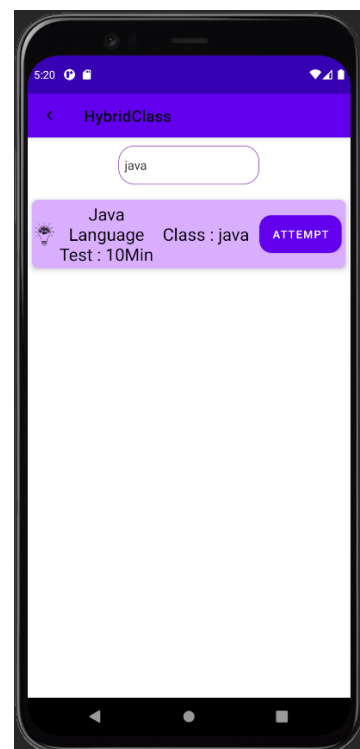 5:20
HybridClass
java
Java
Language
Test : 10Min
Class : java
ATTEMPT